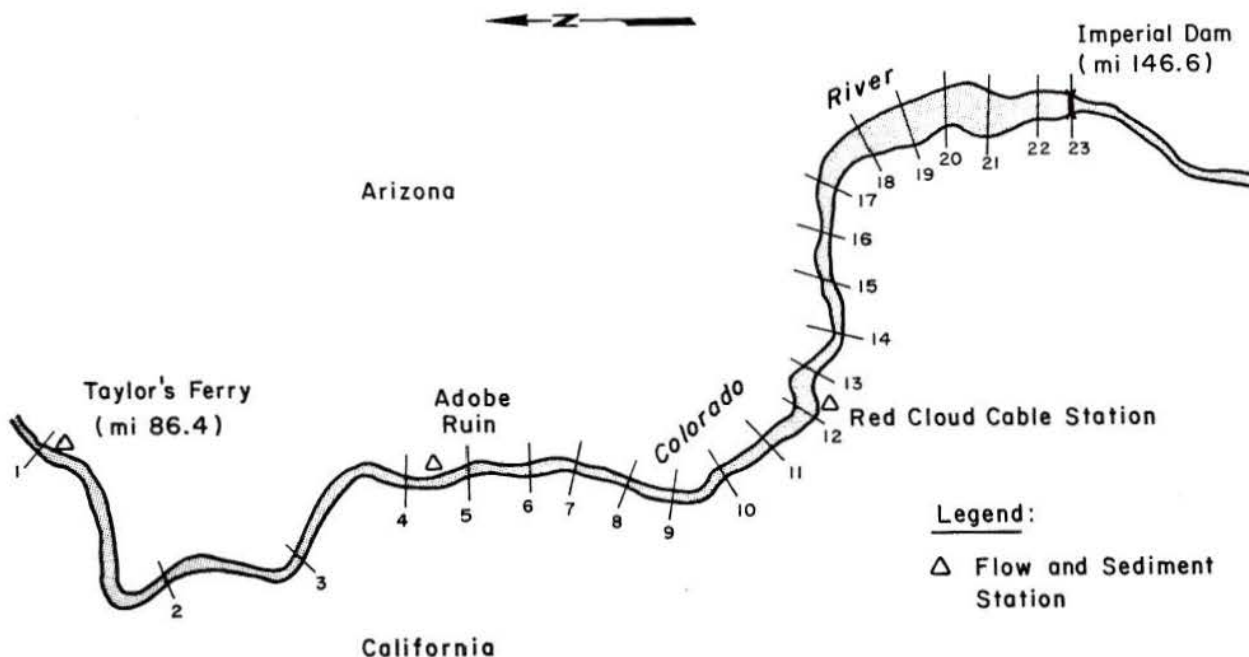 N
Imperial Dam
(mi 146.6)
River
20
21
22
23
19
18
17
Arizona
16
15
14
Taylor's Ferry
(mi 86.4)
Adobe
Ruin
Colorado
13
Red Cloud Cable Station
12
1
11
4
5
6
7
8
9
10
2
3
Legend:
Flow and Sediment
Station
California